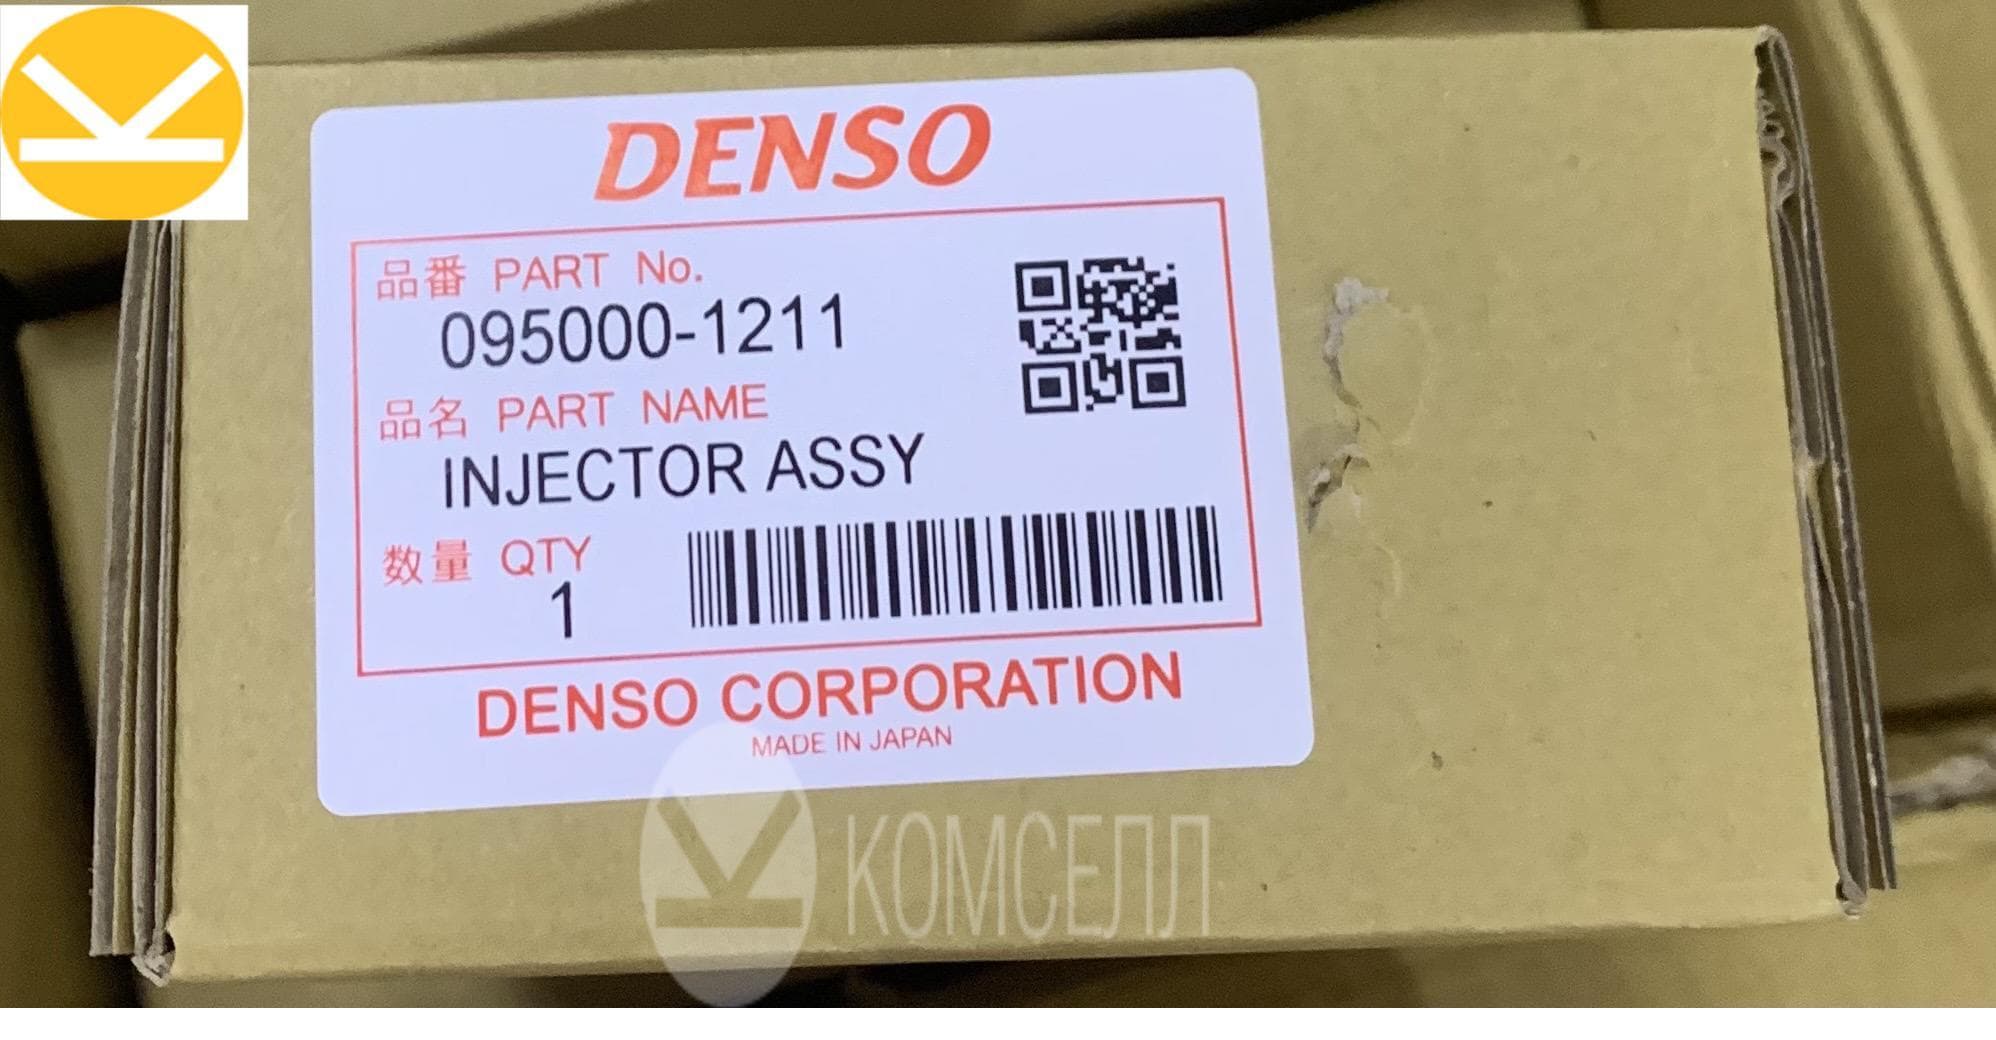 DENSO
品番 PART No.
095000-1211
品名 PART NAME
INJECTOR ASSY
数量 QTY
1
DENSO CORPORATION
MADE IN JAPAN
КОМСЕЛЛ